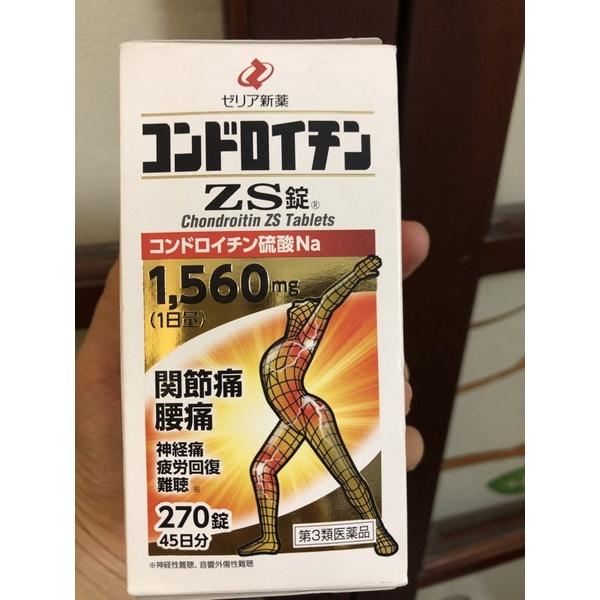 ゼリア新薬
コンドロイチン
ZS錠®
Chondroitin ZS Tablets
コンドロイチン硫酸Na
1,560mg
(1日量)
関節痛
腰痛
神経痛
疲労回復
難聴※
270錠
45日分
第3類医薬品
※神経性難聴、音響外傷性難聴